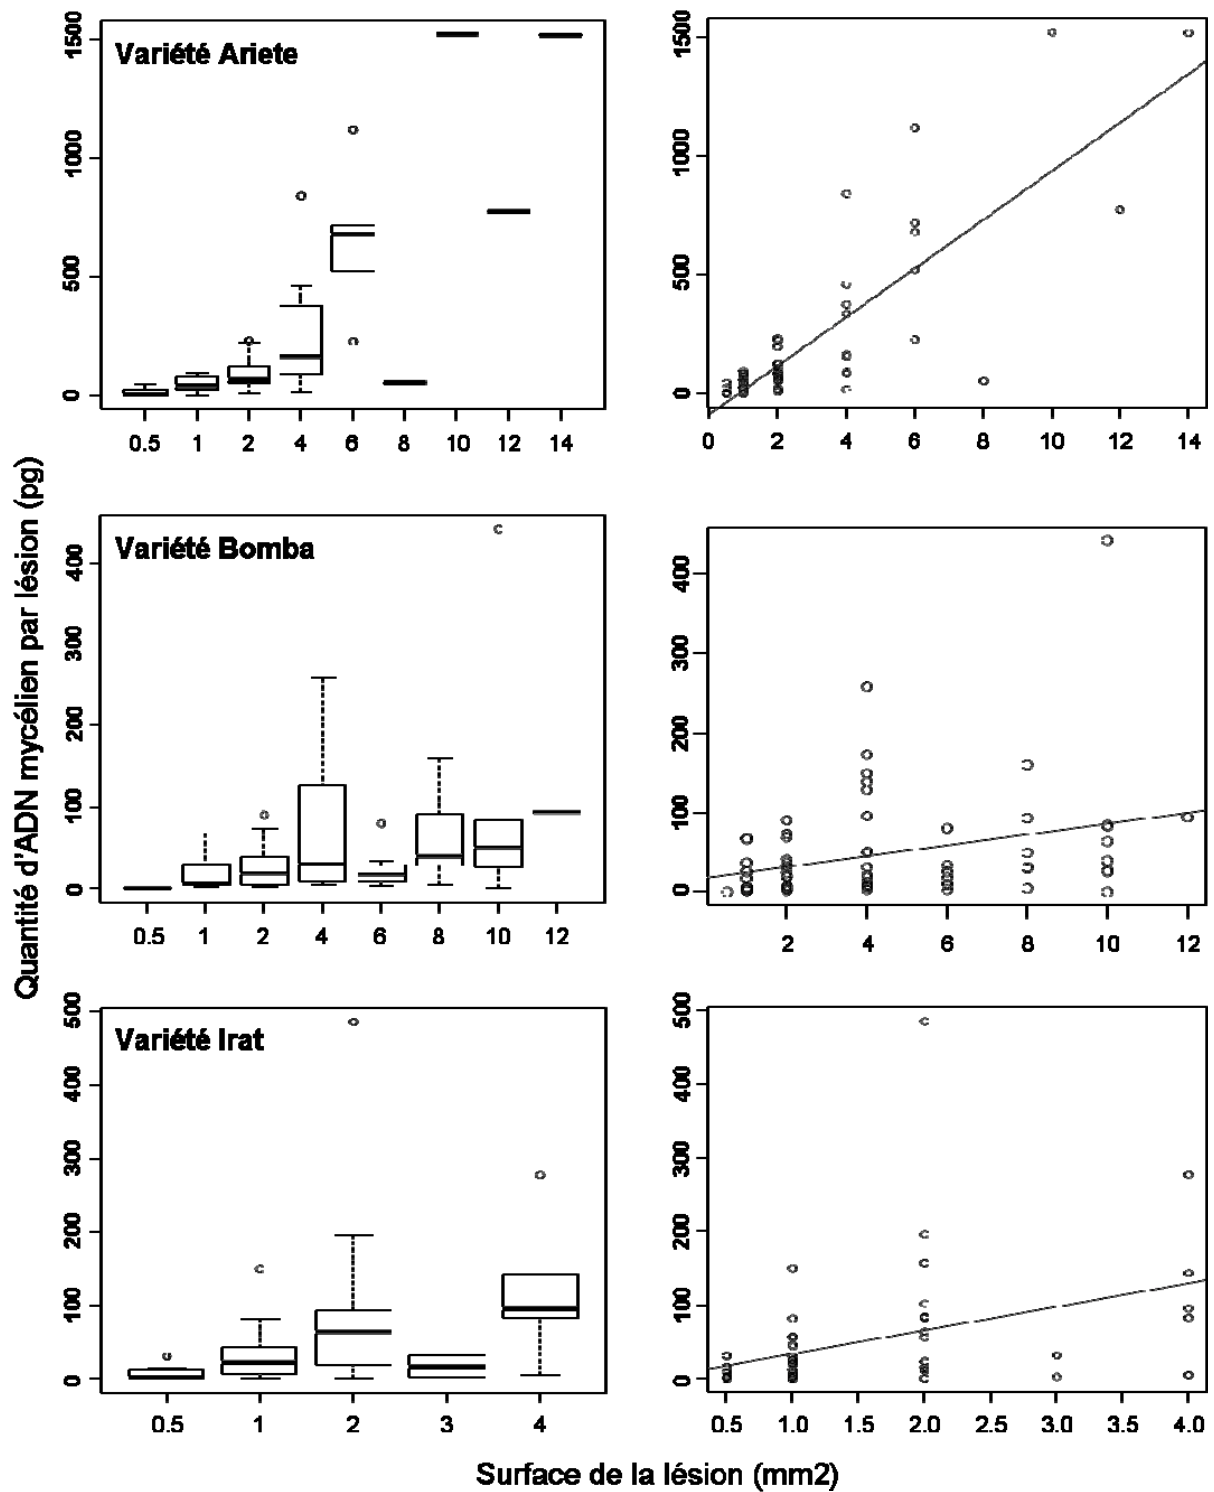 Variété Ariete
1500
1000
500
0
0.5 1 2 4 6 8 10 12 14
1500
1000
500
0
0 2 4 6 8 10 12 14
Quantité d'ADN mycélien par lésion (pg)
Variété Bomba
400
300
200
100
0
0.5 1 2 4 6 8 10 12
400
300
200
100
0
2 4 6 8 10 12
Variété Irat
500
400
300
200
100
0
0.5 1 2 3 4
500
400
300
200
100
0
0.5 1.0 1.5 2.0 2.5 3.0 3.5 4.0
Surface de la lésion (mm2)